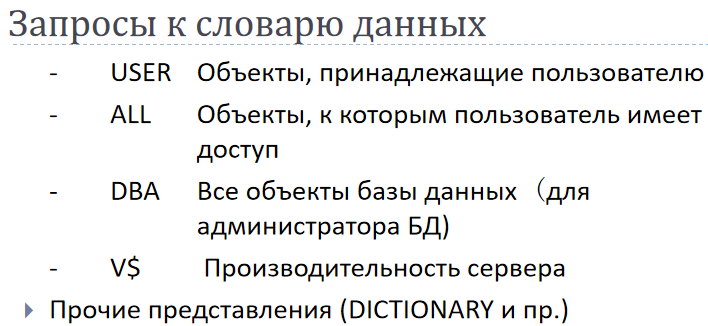 Запросы к словарю данных
- USER Объекты, принадлежащие пользователю
- ALL Объекты, к которым пользователь имеет
доступ
- DBA Все объекты базы данных （для
администратора БД)
- V$ Производительность сервера
Прочие представления (DICTIONARY и пр.)